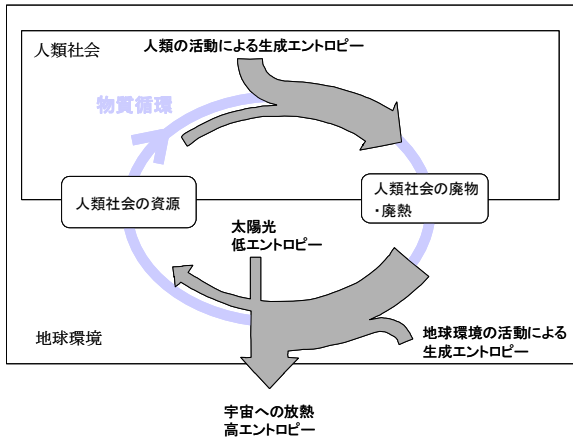 人類社会
人類の活動による生成エントロピー
物質循環
人類社会の資源
人類社会の廃物
・廃熱
太陽光
低エントロピー
地球環境
地球環境の活動による
生成エントロピー
宇宙への放熱
高エントロピー